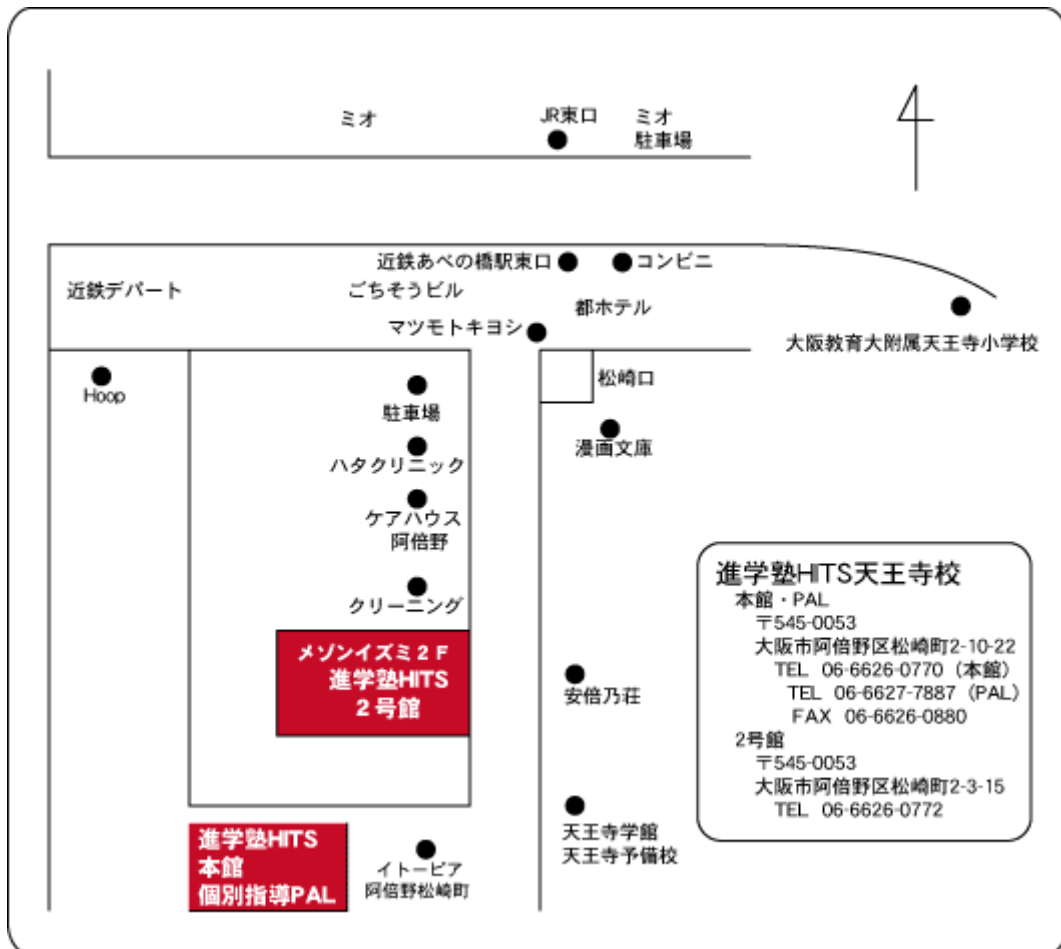 ミオ
JR東口
ミオ
駐車場
近鉄あべの橋駅東口
コンビニ
近鉄デパート
ごちそうビル
都ホテル
マツモトキヨシ
大阪教育大附属天王寺小学校
Hoop
駐車場
松崎口
漫画文庫
ハタクリニック
ケアハウス
阿倍野
クリーニング
メゾンイズミ2F
進学塾HITS
2号館
安倍乃荘
進学塾HITS天王寺校
本館・PAL
〒545-0053
大阪市阿倍野区松崎町2-10-22
TEL 06-6626-0770(本館)
TEL 06-6627-7887(PAL)
FAX 06-6626-0880
2号館
〒545-0053
大阪市阿倍野区松崎町2-3-15
TEL 06-6626-0772
進学塾HITS
本館
個別指導PAL
イトーピア
阿倍野松崎町
天王寺学館
天王寺予備校